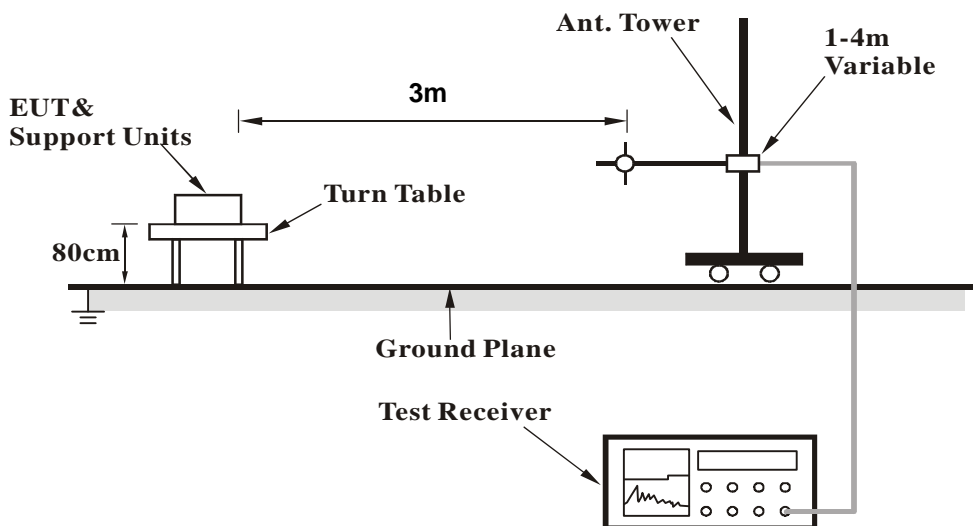 Ant. Tower
1-4m
Variable
3m
EUT&
Support Units
Turn Table
80cm
Ground Plane
Test Receiver